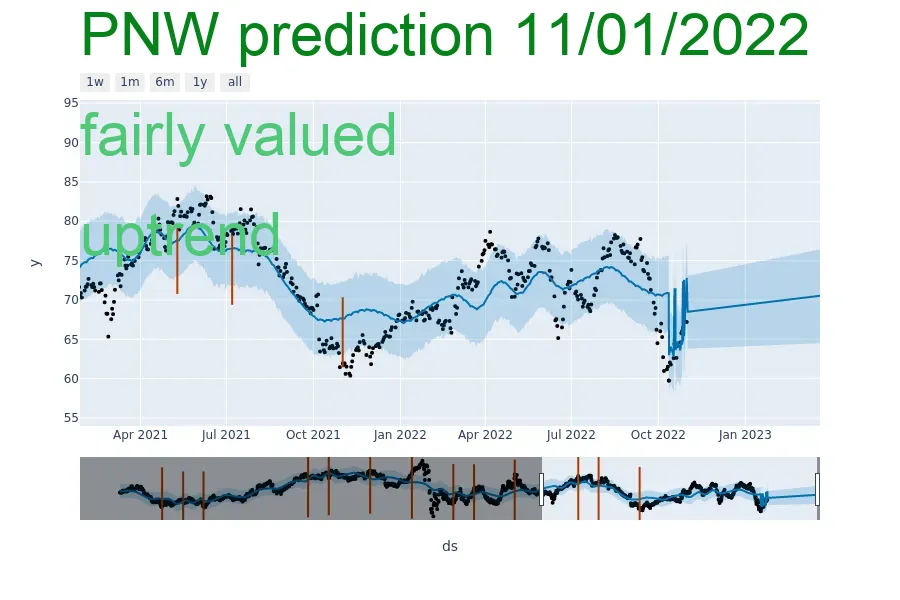 PNW prediction 11/01/2022
1w 1m 6m 1y all
fairly valued
uptrend
95
90
85
80
75
70
65
60
55
y
Apr 2021 Jul 2021 Oct 2021 Jan 2022 Apr 2022 Jul 2022 Oct 2022 Jan 2023
ds